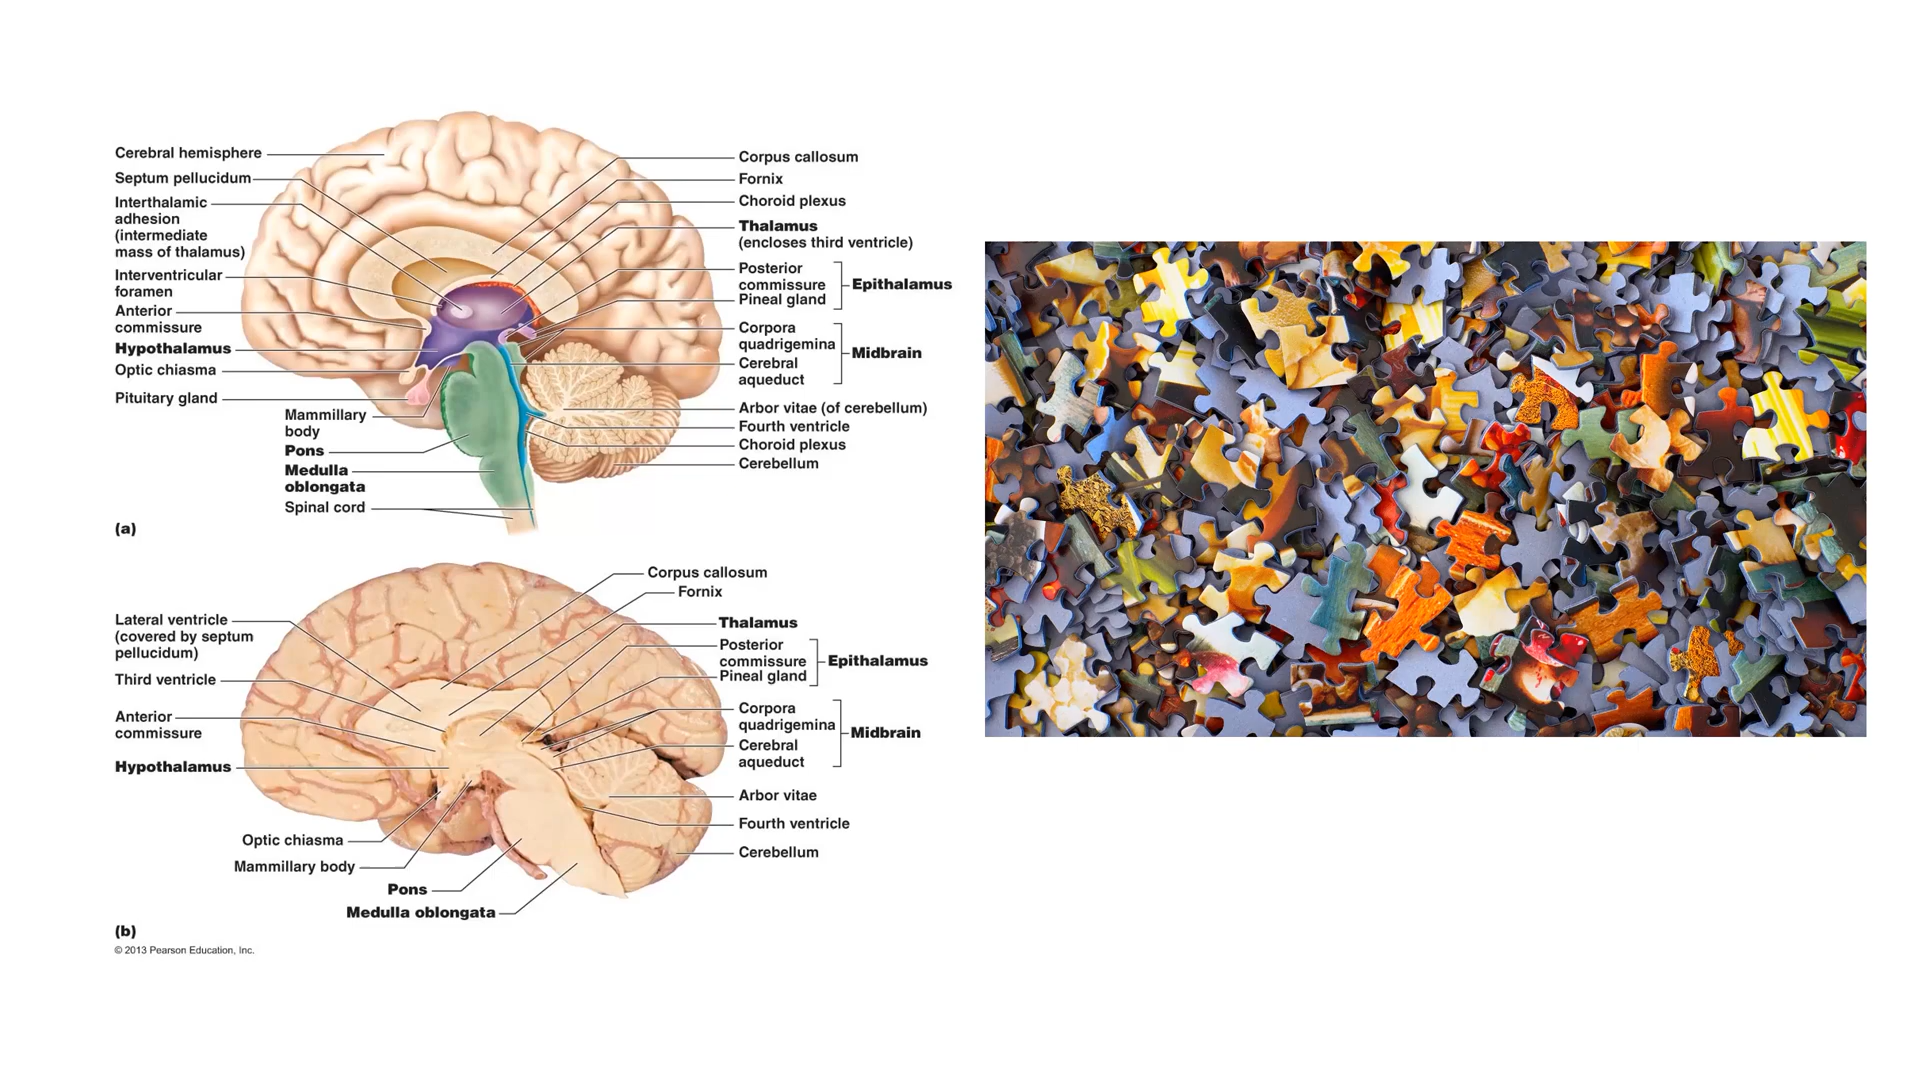 Cerebral hemisphere
Septum pellucidum
Interthalamic
adhesion
(intermediate
mass of thalamus)
Interventricular
foramen
Anterior
commissure
Hypothalamus
Optic chiasma
Pituitary gland
Mammillary
body
Pons
Medulla
oblongata
Spinal cord
Corpus callosum
Fornix
Choroid plexus
Thalamus
(encloses third ventricle)
Posterior
commissure
Pineal gland
Epithalamus
Corpora
quadrigemina
Cerebral
aqueduct
Midbrain
Arbor vitae (of cerebellum)
Fourth ventricle
Choroid plexus
Cerebellum
(a)
Lateral ventricle
(covered by septum
pellucidum)
Third ventricle
Anterior
commissure
Hypothalamus
Optic chiasma
Mammillary body
Pons
Medulla oblongata
Corpus callosum
Fornix
Thalamus
Posterior
commissure
Pineal gland
Epithalamus
Corpora
quadrigemina
Cerebral
aqueduct
Midbrain
Arbor vitae
Fourth ventricle
Cerebellum
(b)
© 2013 Pearson Education, Inc.